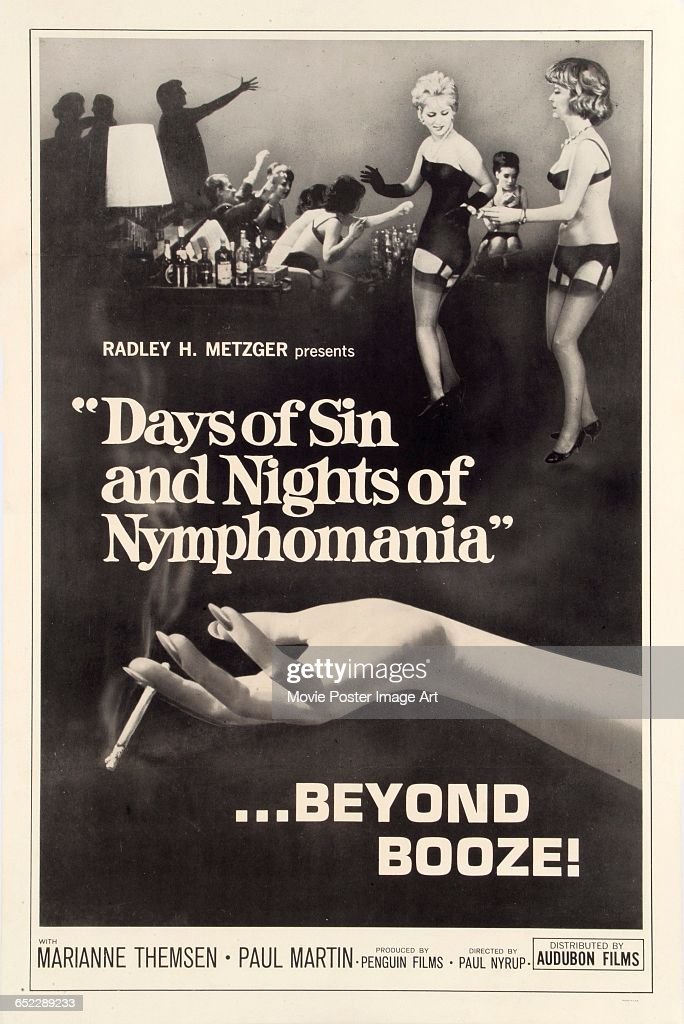 RADLEY H. METZGER presents
“Days of Sin
and Nights of
Nymphomania”
gettyimages®
Movie Poster Image Art
...BEYOND
BOOZE!
WITH
MARIANNE THEMSEN · PAUL MARTIN · PRODUCED BY PENGUIN FILMS · DIRECTED BY PAUL NYRUP · DISTRIBUTED BY AUDUBON FILMS
652289233